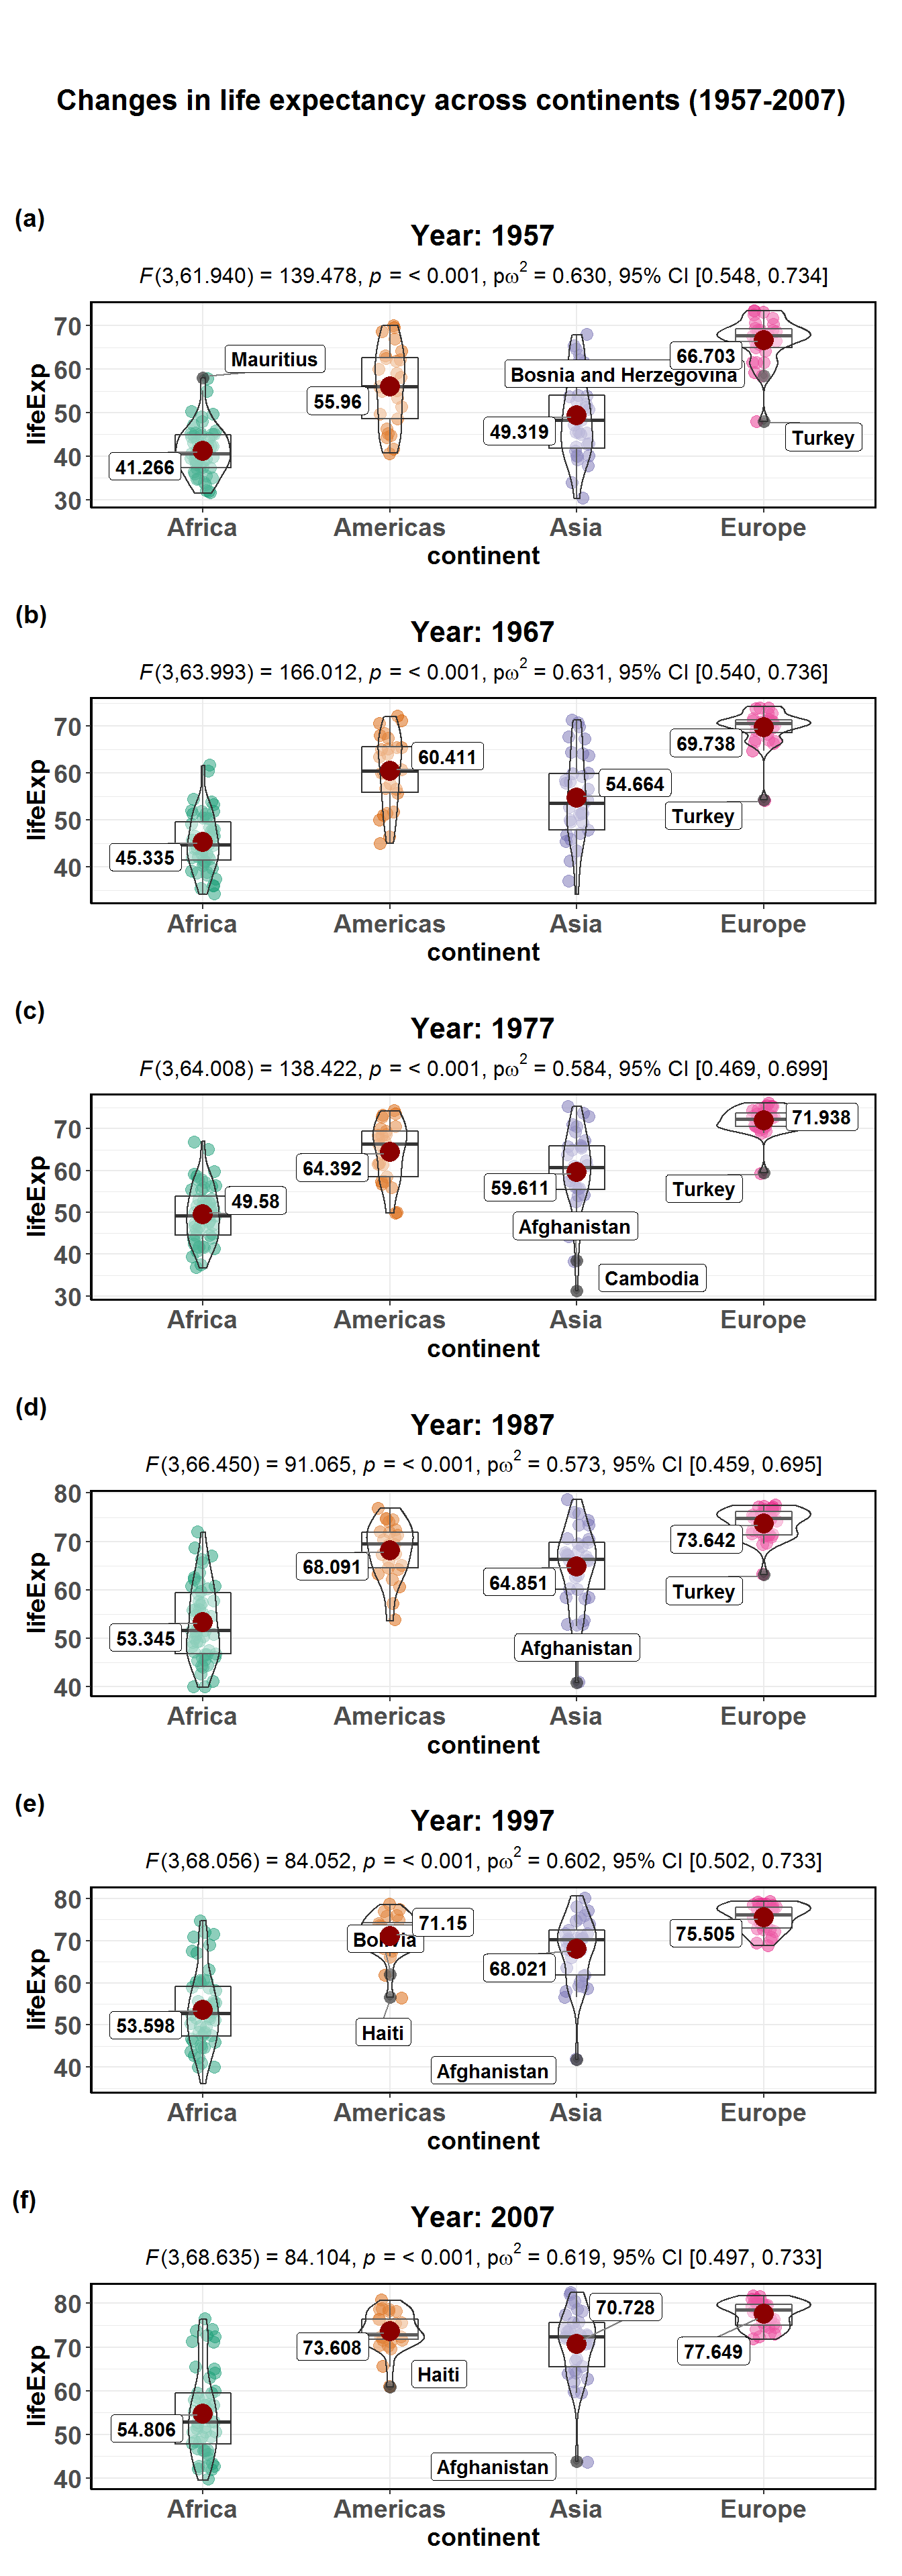 Changes in life expectancy across continents (1957-2007)
(a)
Year: 1957
F(3,61.940) = 139.478, p = < 0.001, pω² = 0.630, 95% CI [0.548, 0.734]
lifeExp
70
60
50
40
30
Mauritius
41.266
55.96
49.319
Bosnia and Herzegovina
66.703
Turkey
Africa Americas Asia Europe
continent
(b)
Year: 1967
F(3,63.993) = 166.012, p = < 0.001, pω² = 0.631, 95% CI [0.540, 0.736]
lifeExp
70
60
50
40
45.335
60.411
54.664
69.738
Turkey
Africa Americas Asia Europe
continent
(c)
Year: 1977
F(3,64.008) = 138.422, p = < 0.001, pω² = 0.584, 95% CI [0.469, 0.699]
lifeExp
70
60
50
40
30
49.58
64.392
59.611
Afghanistan
Cambodia
71.938
Turkey
Africa Americas Asia Europe
continent
(d)
Year: 1987
F(3,66.450) = 91.065, p = < 0.001, pω² = 0.573, 95% CI [0.459, 0.695]
lifeExp
80
70
60
50
40
53.345
68.091
64.851
Afghanistan
73.642
Turkey
Africa Americas Asia Europe
continent
(e)
Year: 1997
F(3,68.056) = 84.052, p = < 0.001, pω² = 0.602, 95% CI [0.502, 0.733]
lifeExp
80
70
60
50
40
53.598
71.15
Bolivia
Haiti
68.021
Afghanistan
75.505
Africa Americas Asia Europe
continent
(f)
Year: 2007
F(3,68.635) = 84.104, p = < 0.001, pω² = 0.619, 95% CI [0.497, 0.733]
lifeExp
80
70
60
50
40
54.806
73.608
Haiti
70.728
Afghanistan
77.649
Africa Americas Asia Europe
continent